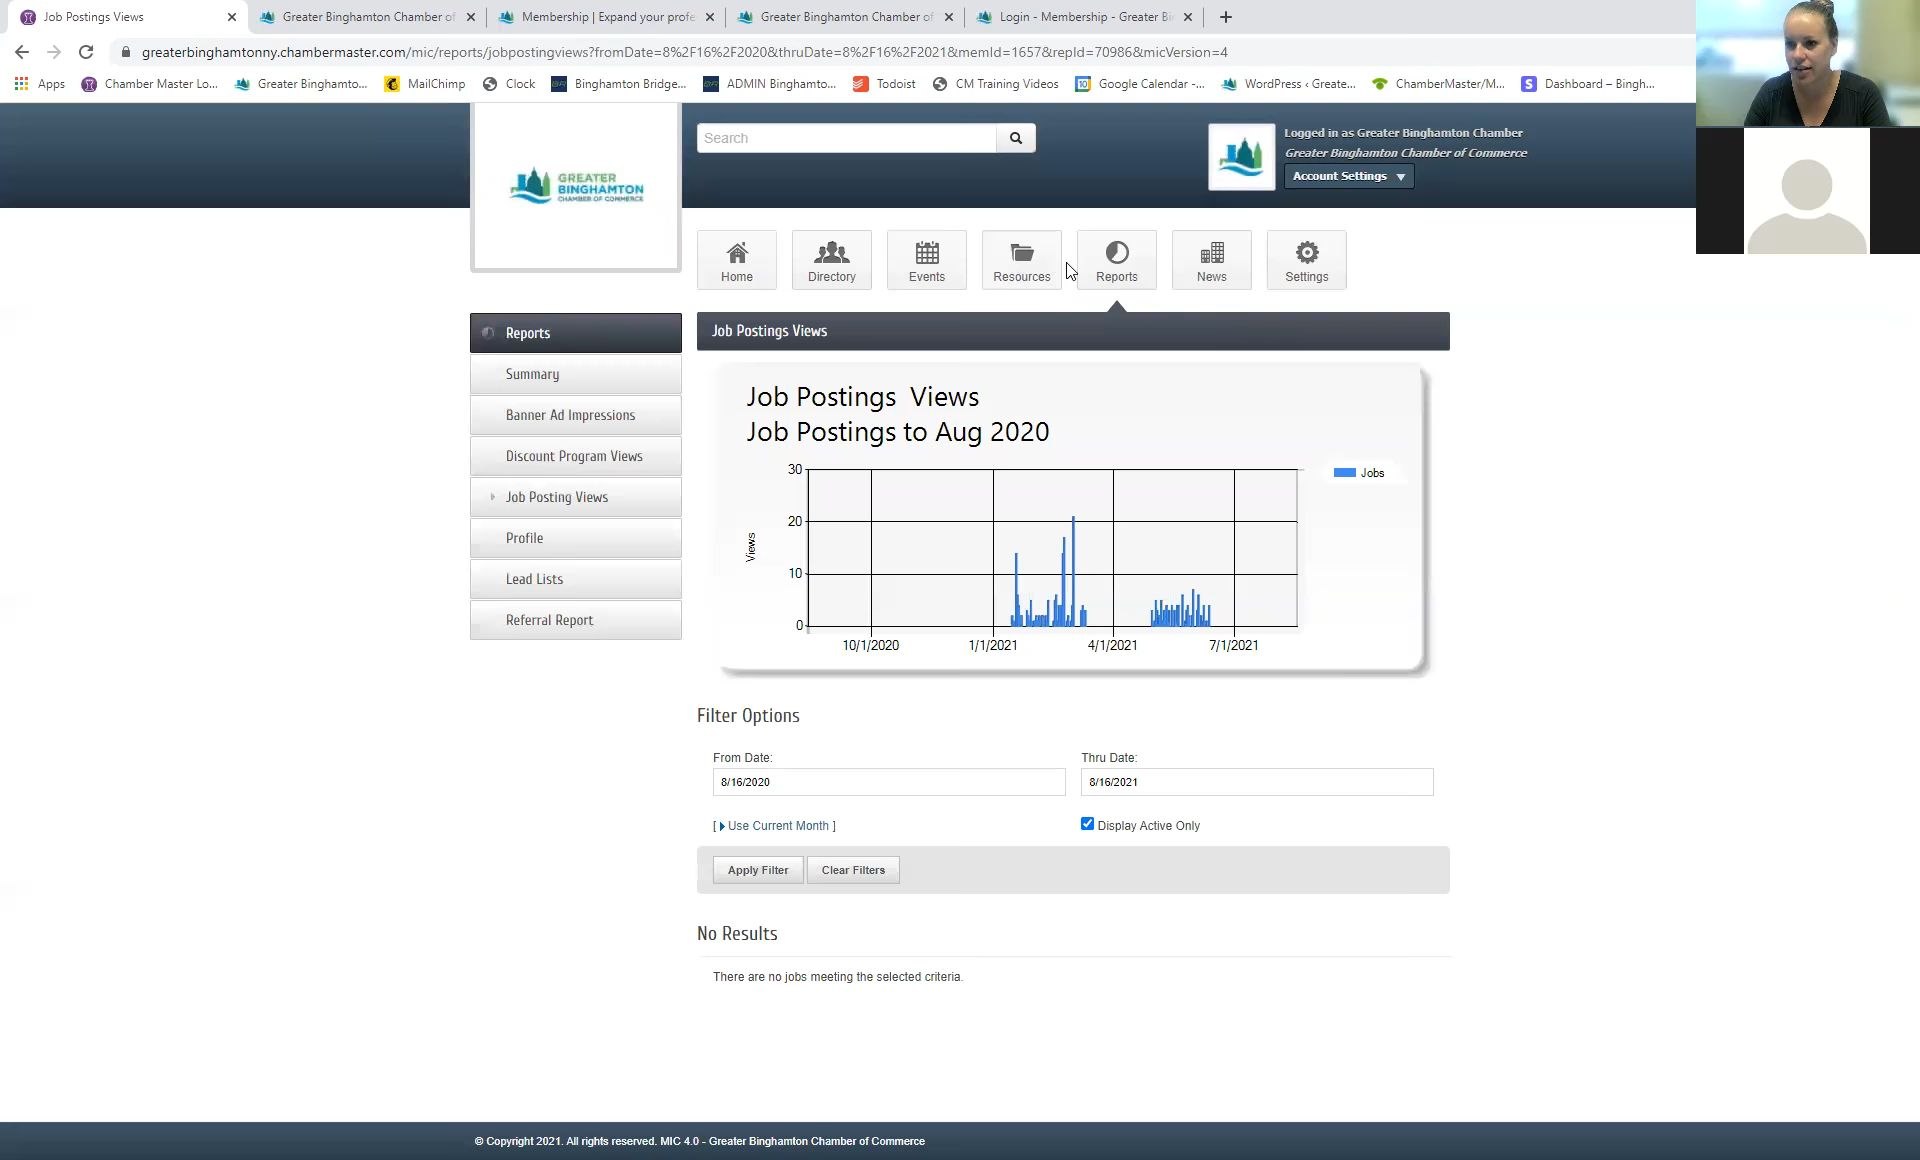 Job Postings Views
Greater Binghamton Chamber of
Membership | Expand your profe
Greater Binghamton Chamber of
Login - Membership - Greater Bi
greaterbinghamtonny.chambermaster.com/mic/reports/jobpostingviews?fromDate=8%2F16%2F2020&thruDate=8%2F16%2F2021&memId=1657&repId=70986&micVersion=4
Apps
Chamber Master Lo...
Greater Binghamto...
MailChimp
Clock
Binghamton Bridge...
ADMIN Binghamto...
Todoist
CM Training Videos
Google Calendar -...
WordPress ‹ Greate...
ChamberMaster/M...
Dashboard – Bingh...
GREATER
BINGHAMTON
CHAMBER OF COMMERCE
Search
Logged in as Greater Binghamton Chamber
Greater Binghamton Chamber of Commerce
Account Settings
Home
Directory
Events
Resources
Reports
News
Settings
Reports
Summary
Banner Ad Impressions
Discount Program Views
Job Posting Views
Profile
Lead Lists
Referral Report
Job Postings Views
Job Postings Views
Job Postings to Aug 2020
30
20
10
0
Views
10/1/2020
1/1/2021
4/1/2021
7/1/2021
Jobs
Filter Options
From Date:
8/16/2020
Thru Date:
8/16/2021
[ Use Current Month ]
Display Active Only
Apply Filter
Clear Filters
No Results
There are no jobs meeting the selected criteria.
© Copyright 2021. All rights reserved. MIC 4.0 - Greater Binghamton Chamber of Commerce